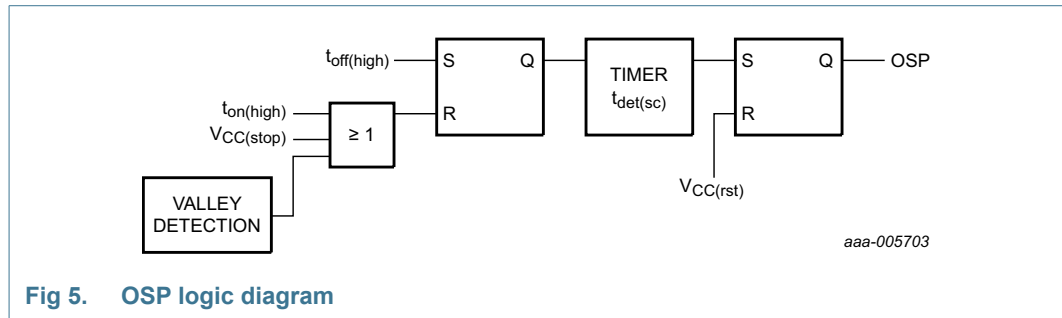 toff(high)
S
Q
TIMER
tdet(sc)
S
Q
OSP
ton(high)
VCC(stop)
≥ 1
R
R
VCC(rst)
VALLEY
DETECTION
aaa-005703
Fig 5. OSP logic diagram